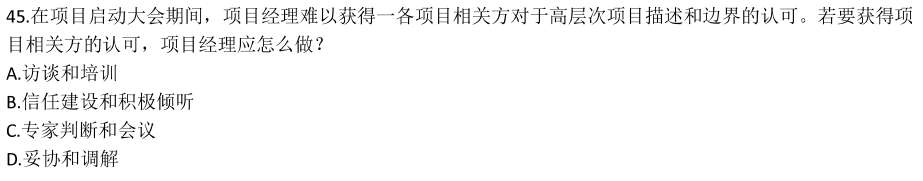 45.在项目启动大会期间，项目经理难以获得一各项目相关方对于高层次项目描述和边界的认可。若要获得项
目相关方的认可，项目经理应怎么做？
A.访谈和培训
B.信任建设和积极倾听
C.专家判断和会议
D.妥协和调解